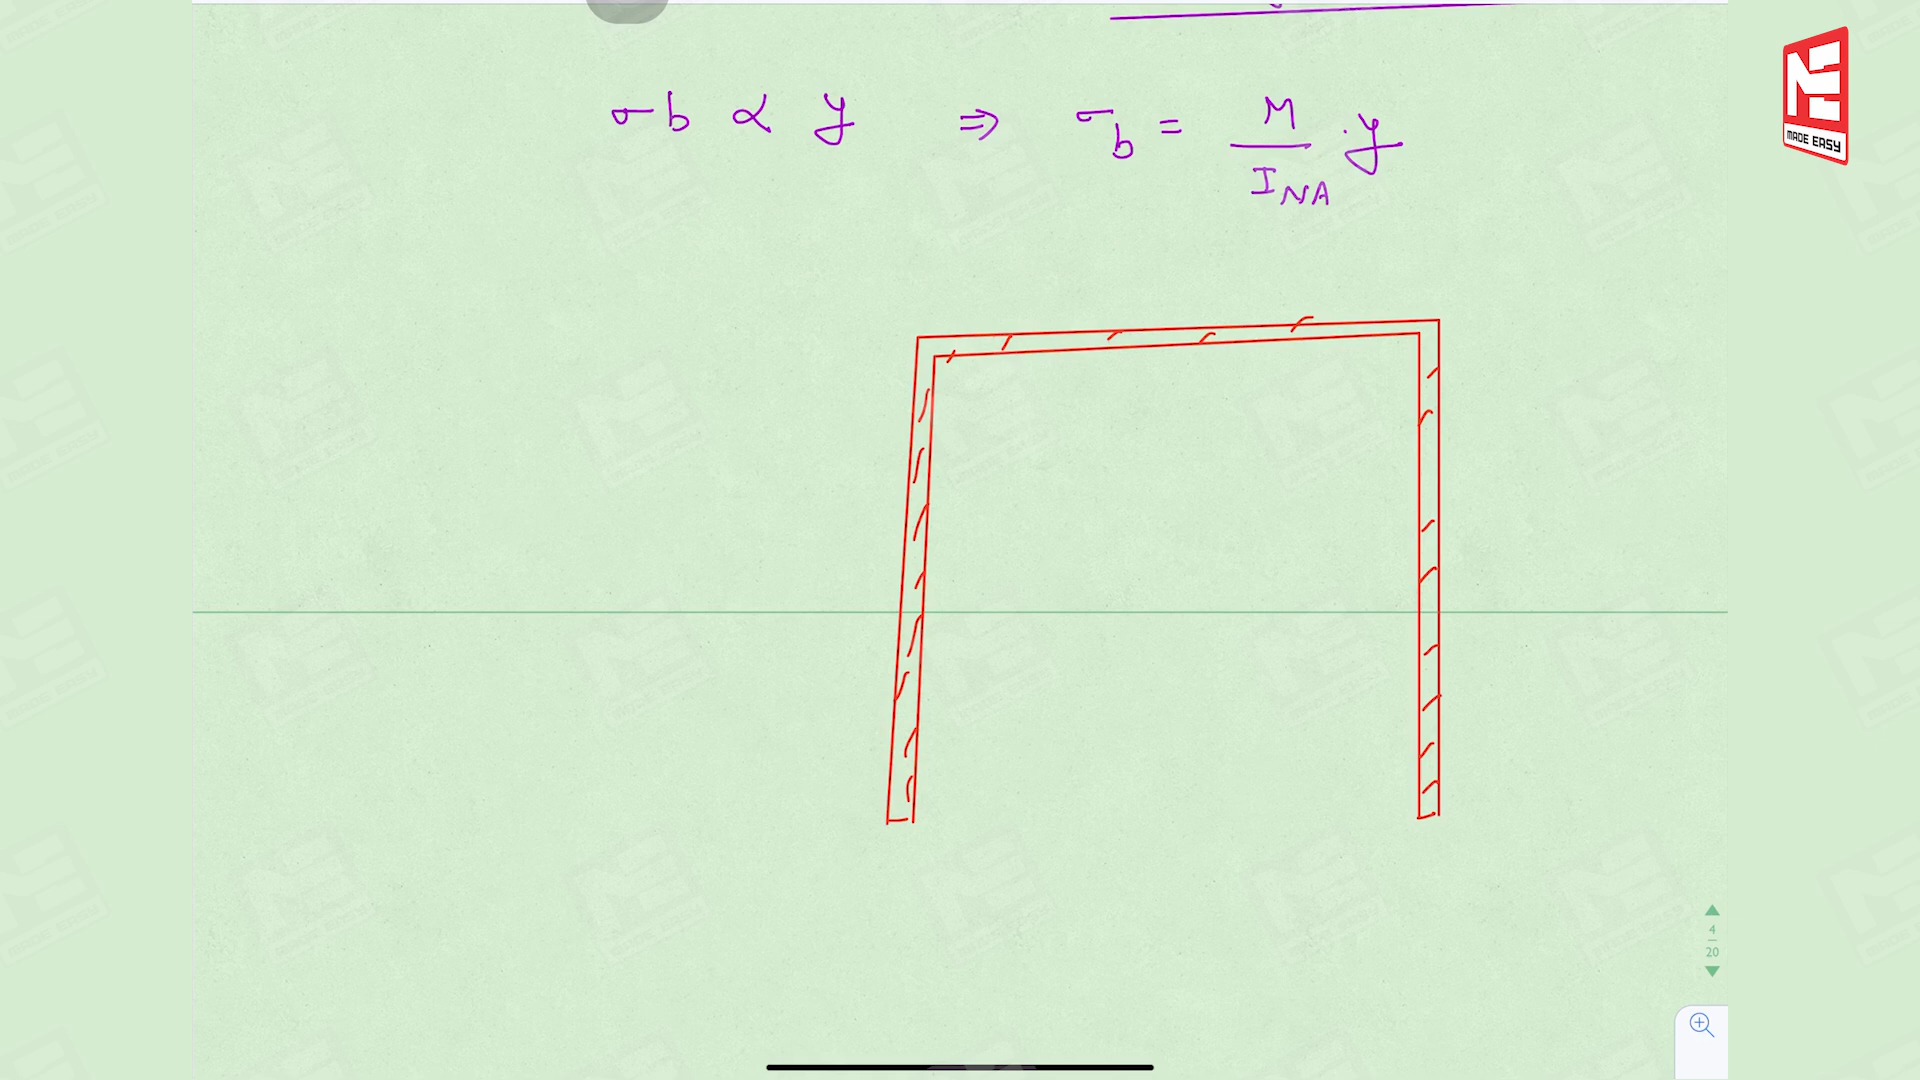 σb ∝ y ⇒ σb = M/I_NA · y
MADE EASY
4
20